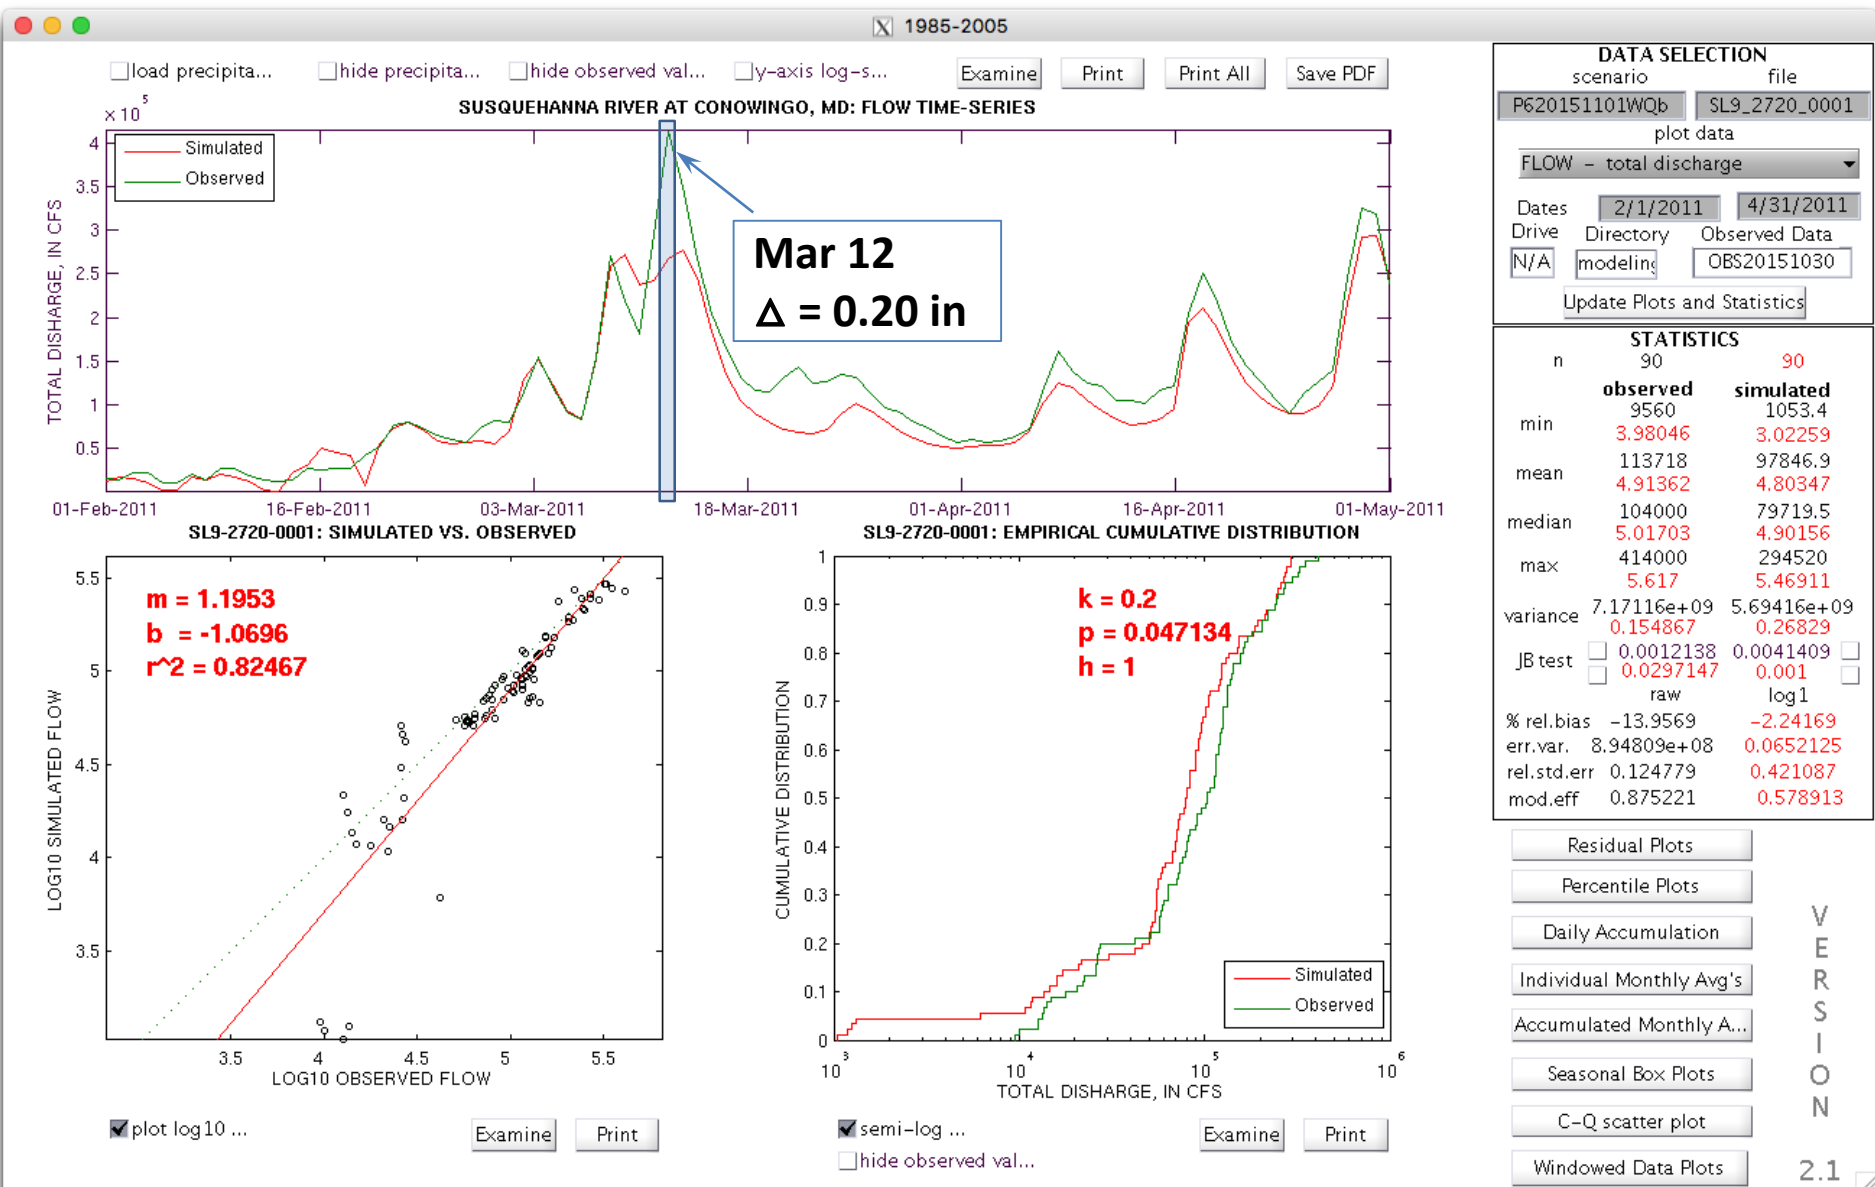 1985-2005
load precipita...
hide precipita...
hide observed val...
y-axis log-s...
Examine
Print
Print All
Save PDF
SUSQUEHANNA RIVER AT CONOWINGO, MD: FLOW TIME-SERIES
× 10^5
TOTAL DISHARGE, IN CFS
4
3.5
3
2.5
2
1.5
1
0.5
Simulated
Observed
Mar 12
Δ = 0.20 in
01-Feb-2011
16-Feb-2011
03-Mar-2011
18-Mar-2011
01-Apr-2011
16-Apr-2011
01-May-2011
SL9-2720-0001: SIMULATED VS. OBSERVED
m = 1.1953
b = -1.0696
r^2 = 0.82467
LOG10 SIMULATED FLOW
5.5
5
4.5
4
3.5
3.5
4
4.5
5
5.5
LOG10 OBSERVED FLOW
plot log10 ...
Examine
Print
SL9-2720-0001: EMPIRICAL CUMULATIVE DISTRIBUTION
k = 0.2
p = 0.047134
h = 1
CUMULATIVE DISTRIBUTION
1
0.9
0.8
0.7
0.6
0.5
0.4
0.3
0.2
0.1
0
Simulated
Observed
10^3
10^4
10^5
10^6
TOTAL DISHARGE, IN CFS
semi-log ...
hide observed val...
Examine
Print
DATA SELECTION
scenario file
P620151101WQb SL9_2720_0001
plot data
FLOW - total discharge
Dates 2/1/2011 4/31/2011
Drive Directory Observed Data
N/A modeling OBS20151030
Update Plots and Statistics
STATISTICS
n 90 90
observed simulated
min 9560 1053.4
3.98046 3.02259
mean 113718 97846.9
4.91362 4.80347
median 104000 79719.5
5.01703 4.90156
max 414000 294520
5.617 5.46911
variance 7.17116e+09 5.69416e+09
0.154867 0.26829
JB test 0.0012138 0.0041409
0.0297147 0.001
raw log1
% rel.bias -13.9569 -2.24169
err.var. 8.94809e+08 0.0652125
rel.std.err 0.124779 0.421087
mod.eff 0.875221 0.578913
Residual Plots
Percentile Plots
Daily Accumulation
Individual Monthly Avg's
Accumulated Monthly A...
Seasonal Box Plots
C-Q scatter plot
Windowed Data Plots
VERSION
2.1